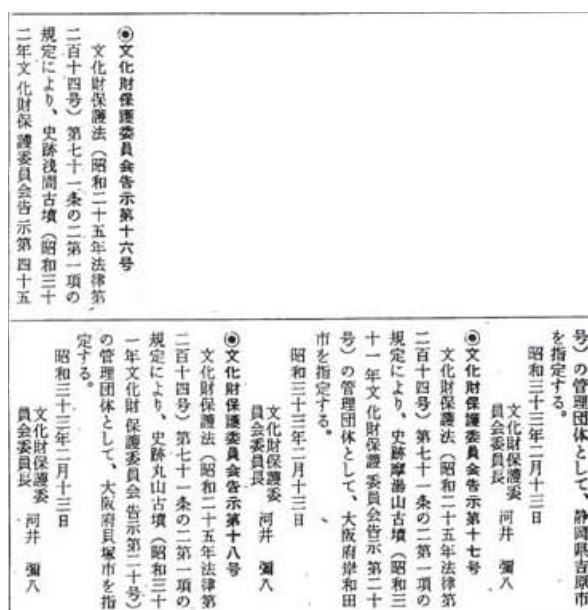 ◉文化財保護委員会告示第十六号
文化財保護法（昭和二十五年法律第
二百十四号）第七十一条の二第一項の
規定により、史跡浅間古墳（昭和三十
二年文化財保護委員会告示第四十五
号）の管理団体として、静岡県吉原市
を指定する。
昭和三十三年二月十三日
文化財保護委
員会委員長 河井 彌八
◉文化財保護委員会告示第十七号
文化財保護法（昭和二十五年法律第
二百十四号）第七十一条の二第一項の
規定により、史跡摩湯山古墳（昭和三
十一年文化財保護委員会告示第二十
号）の管理団体として、大阪府岸和田
市を指定する。
昭和三十三年二月十三日
文化財保護委
員会委員長 河井 彌八
◉文化財保護委員会告示第十八号
文化財保護法（昭和二十五年法律第
二百十四号）第七十一条の二第一項の
規定により、史跡丸山古墳（昭和三十
一年文化財保護委員会告示第二十号）
の管理団体として、大阪府貝塚市を指
定する。
昭和三十三年二月十三日
文化財保護委
員会委員長 河井 彌八